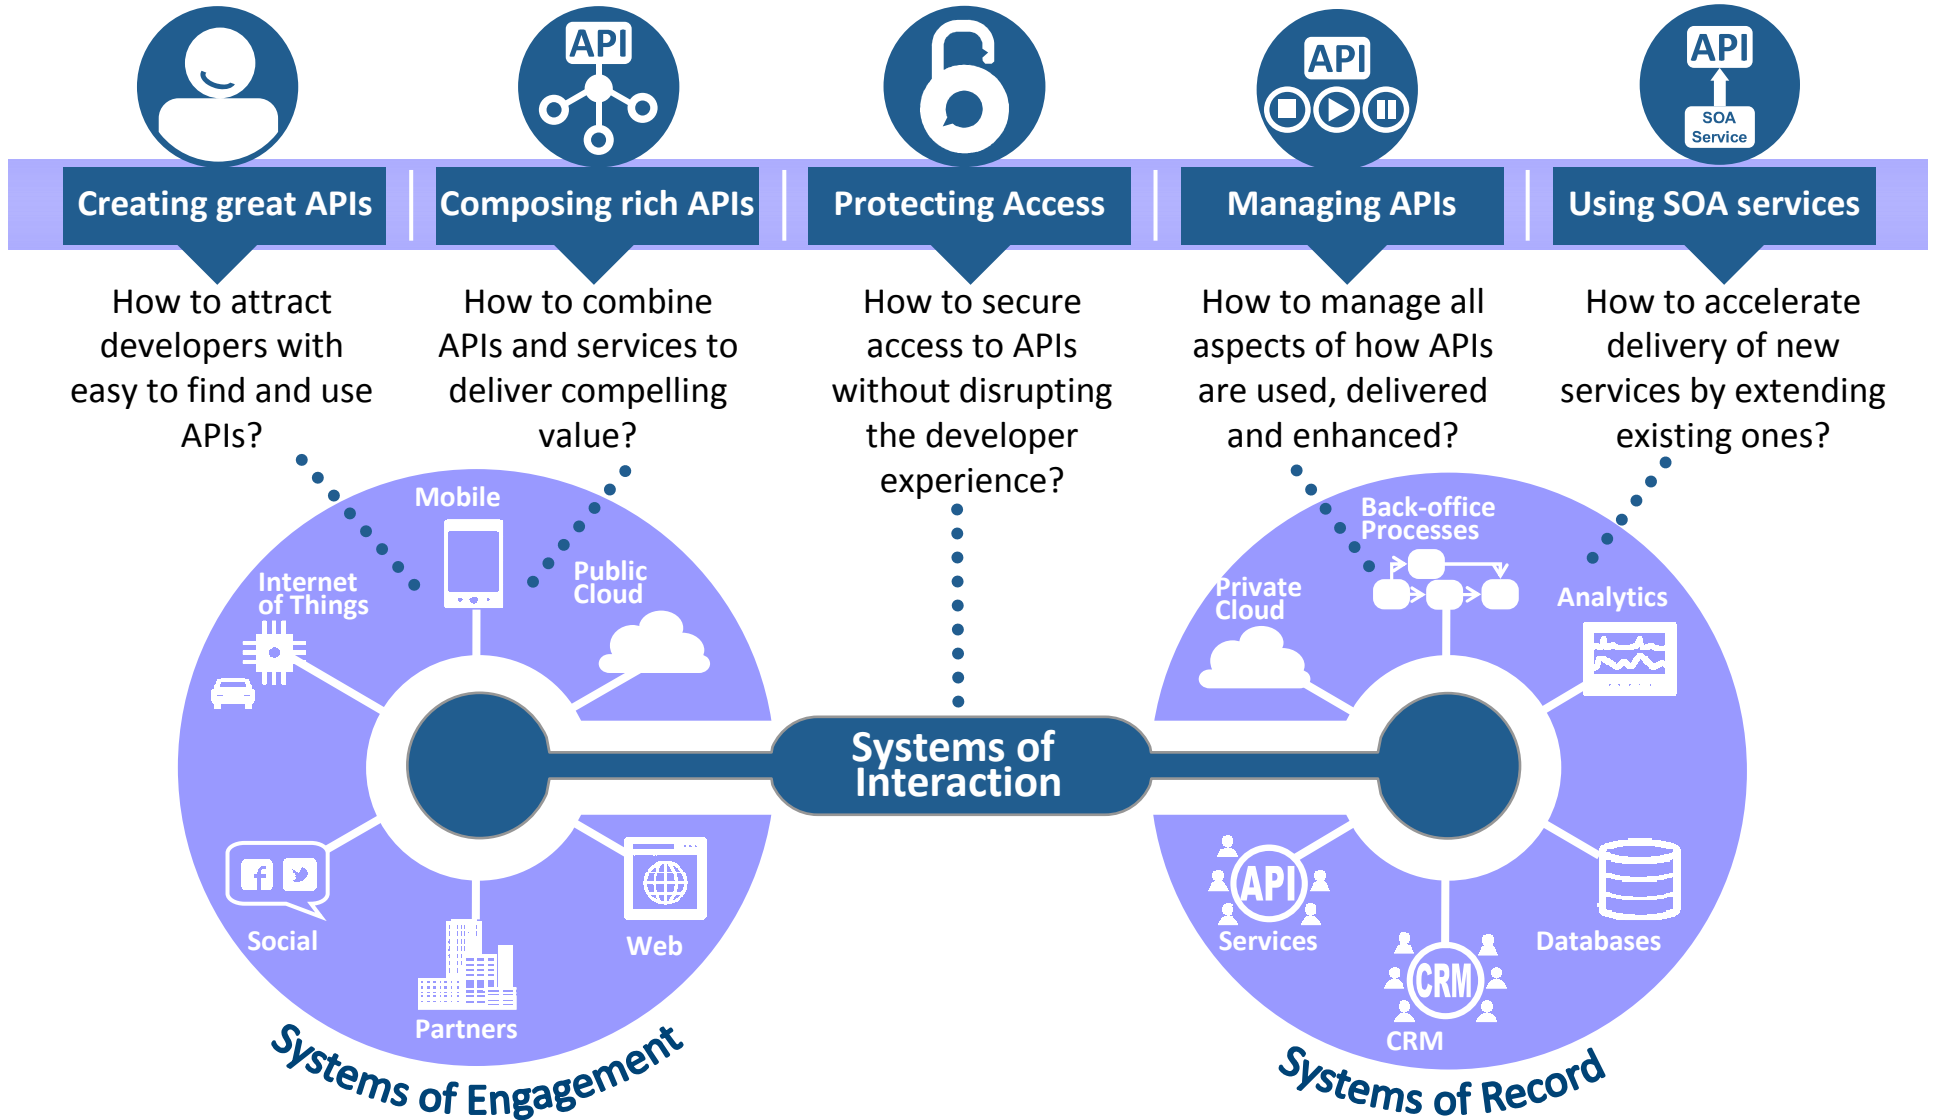 API
API
API
SOA
Service
Creating great APIs
Composing rich APIs
Protecting Access
Managing APIs
Using SOA services
How to attract
developers with
easy to find and use
APIs?
How to combine
APIs and services to
deliver compelling
value?
How to secure
access to APIs
without disrupting
the developer
experience?
How to manage all
aspects of how APIs
are used, delivered
and enhanced?
How to accelerate
delivery of new
services by extending
existing ones?
Mobile
Public
Cloud
Internet
of Things
Social
Partners
Web
Systems of Engagement
Systems of
Interaction
Back-office
Processes
Private
Cloud
Analytics
API
Services
CRM
CRM
Databases
Systems of Record